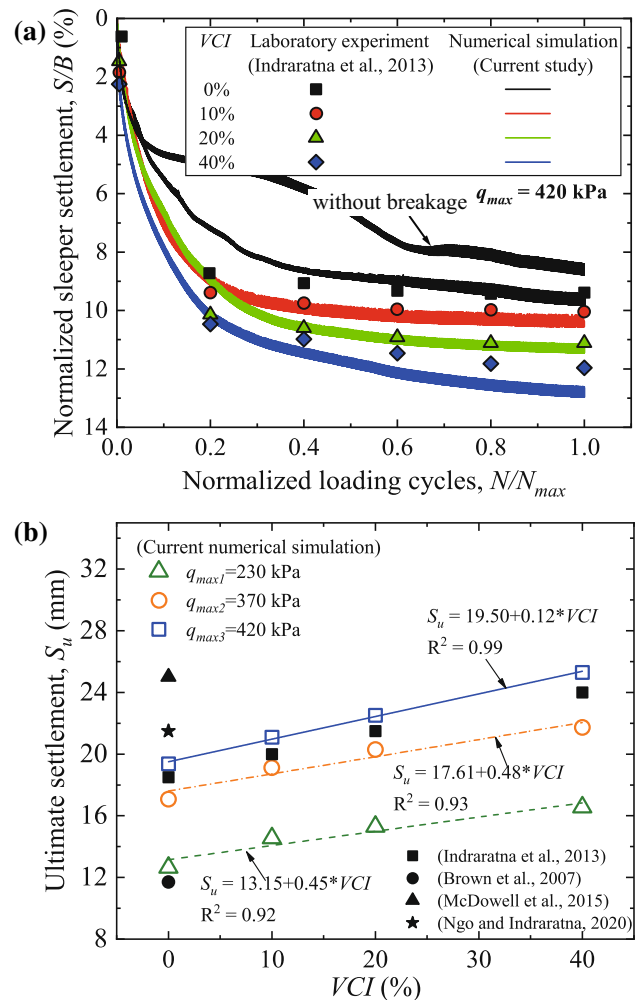 (a)
0
2
4
6
8
10
12
14
Normalized sleeper settlement, S/B (%)
VCI Laboratory experiment Numerical simulation
(Indraratna et al., 2013) (Current study)
0%
10%
20%
40%
q_max = 420 kPa
without breakage
0.0 0.2 0.4 0.6 0.8 1.0
Normalized loading cycles, N/N_max
(b)
32
28
24
20
16
12
8
Ultimate settlement, S_u (mm)
(Current numerical simulation)
q_max1=230 kPa
q_max2=370 kPa
q_max3=420 kPa
S_u = 19.50+0.12*VCI
R² = 0.99
S_u = 17.61+0.48*VCI
R² = 0.93
S_u = 13.15+0.45*VCI
R² = 0.92
(Indraratna et al., 2013)
(Brown et al., 2007)
(McDowell et al., 2015)
(Ngo and Indraratna, 2020)
0 10 20 30 40
VCI (%)